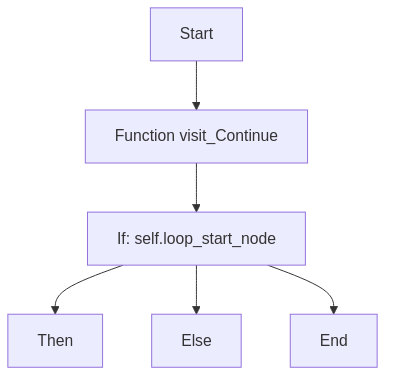 Start
Function visit_Continue
If: self.loop_start_node
Then
Else
End